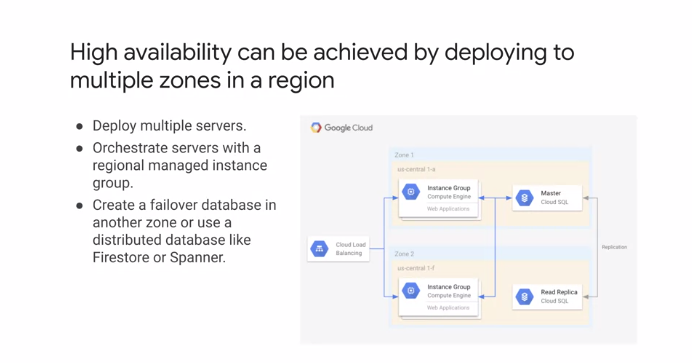 High availability can be achieved by deploying to
multiple zones in a region
● Deploy multiple servers.
● Orchestrate servers with a
regional managed instance
group.
● Create a failover database in
another zone or use a
distributed database like
Firestore or Spanner.
Google Cloud
Zone 1
us-central 1-a
Instance Group
Compute Engine
Web Applications
Master
Cloud SQL
Cloud Load
Balancing
Replication
Zone 2
us-central 1-f
Instance Group
Compute Engine
Web Applications
Read Replica
Cloud SQL